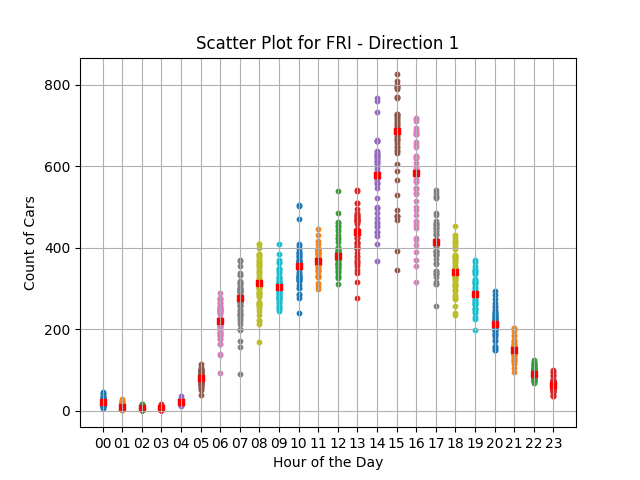 Scatter Plot for FRI - Direction 1
Count of Cars
800
600
400
200
0
00 01 02 03 04 05 06 07 08 09 10 11 12 13 14 15 16 17 18 19 20 21 22 23
Hour of the Day